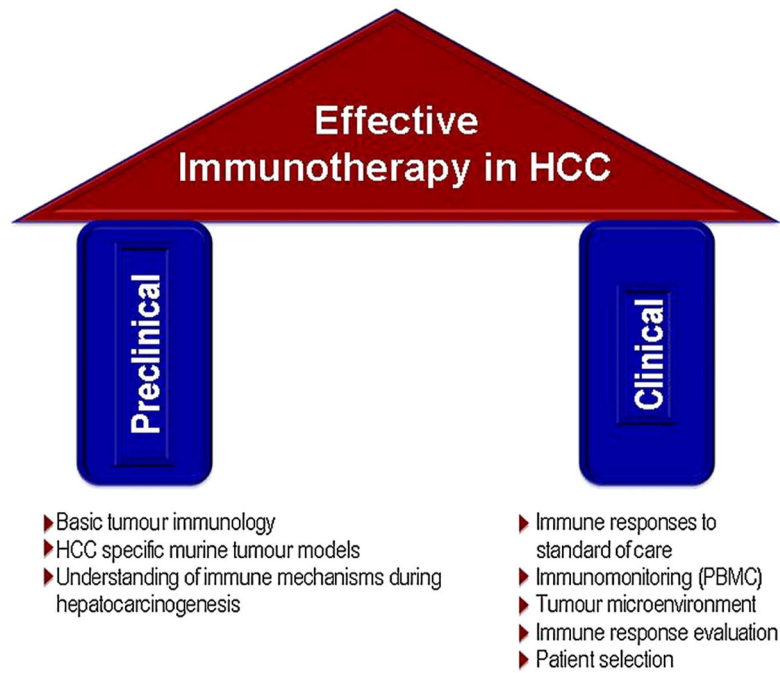 Effective
Immunotherapy in HCC
Preclinical
Clinical
Basic tumour immunology
HCC specific murine tumour models
Understanding of immune mechanisms during
hepatocarcinogenesis
Immune responses to
standard of care
Immunomonitoring (PBMC)
Tumour microenvironment
Immune response evaluation
Patient selection